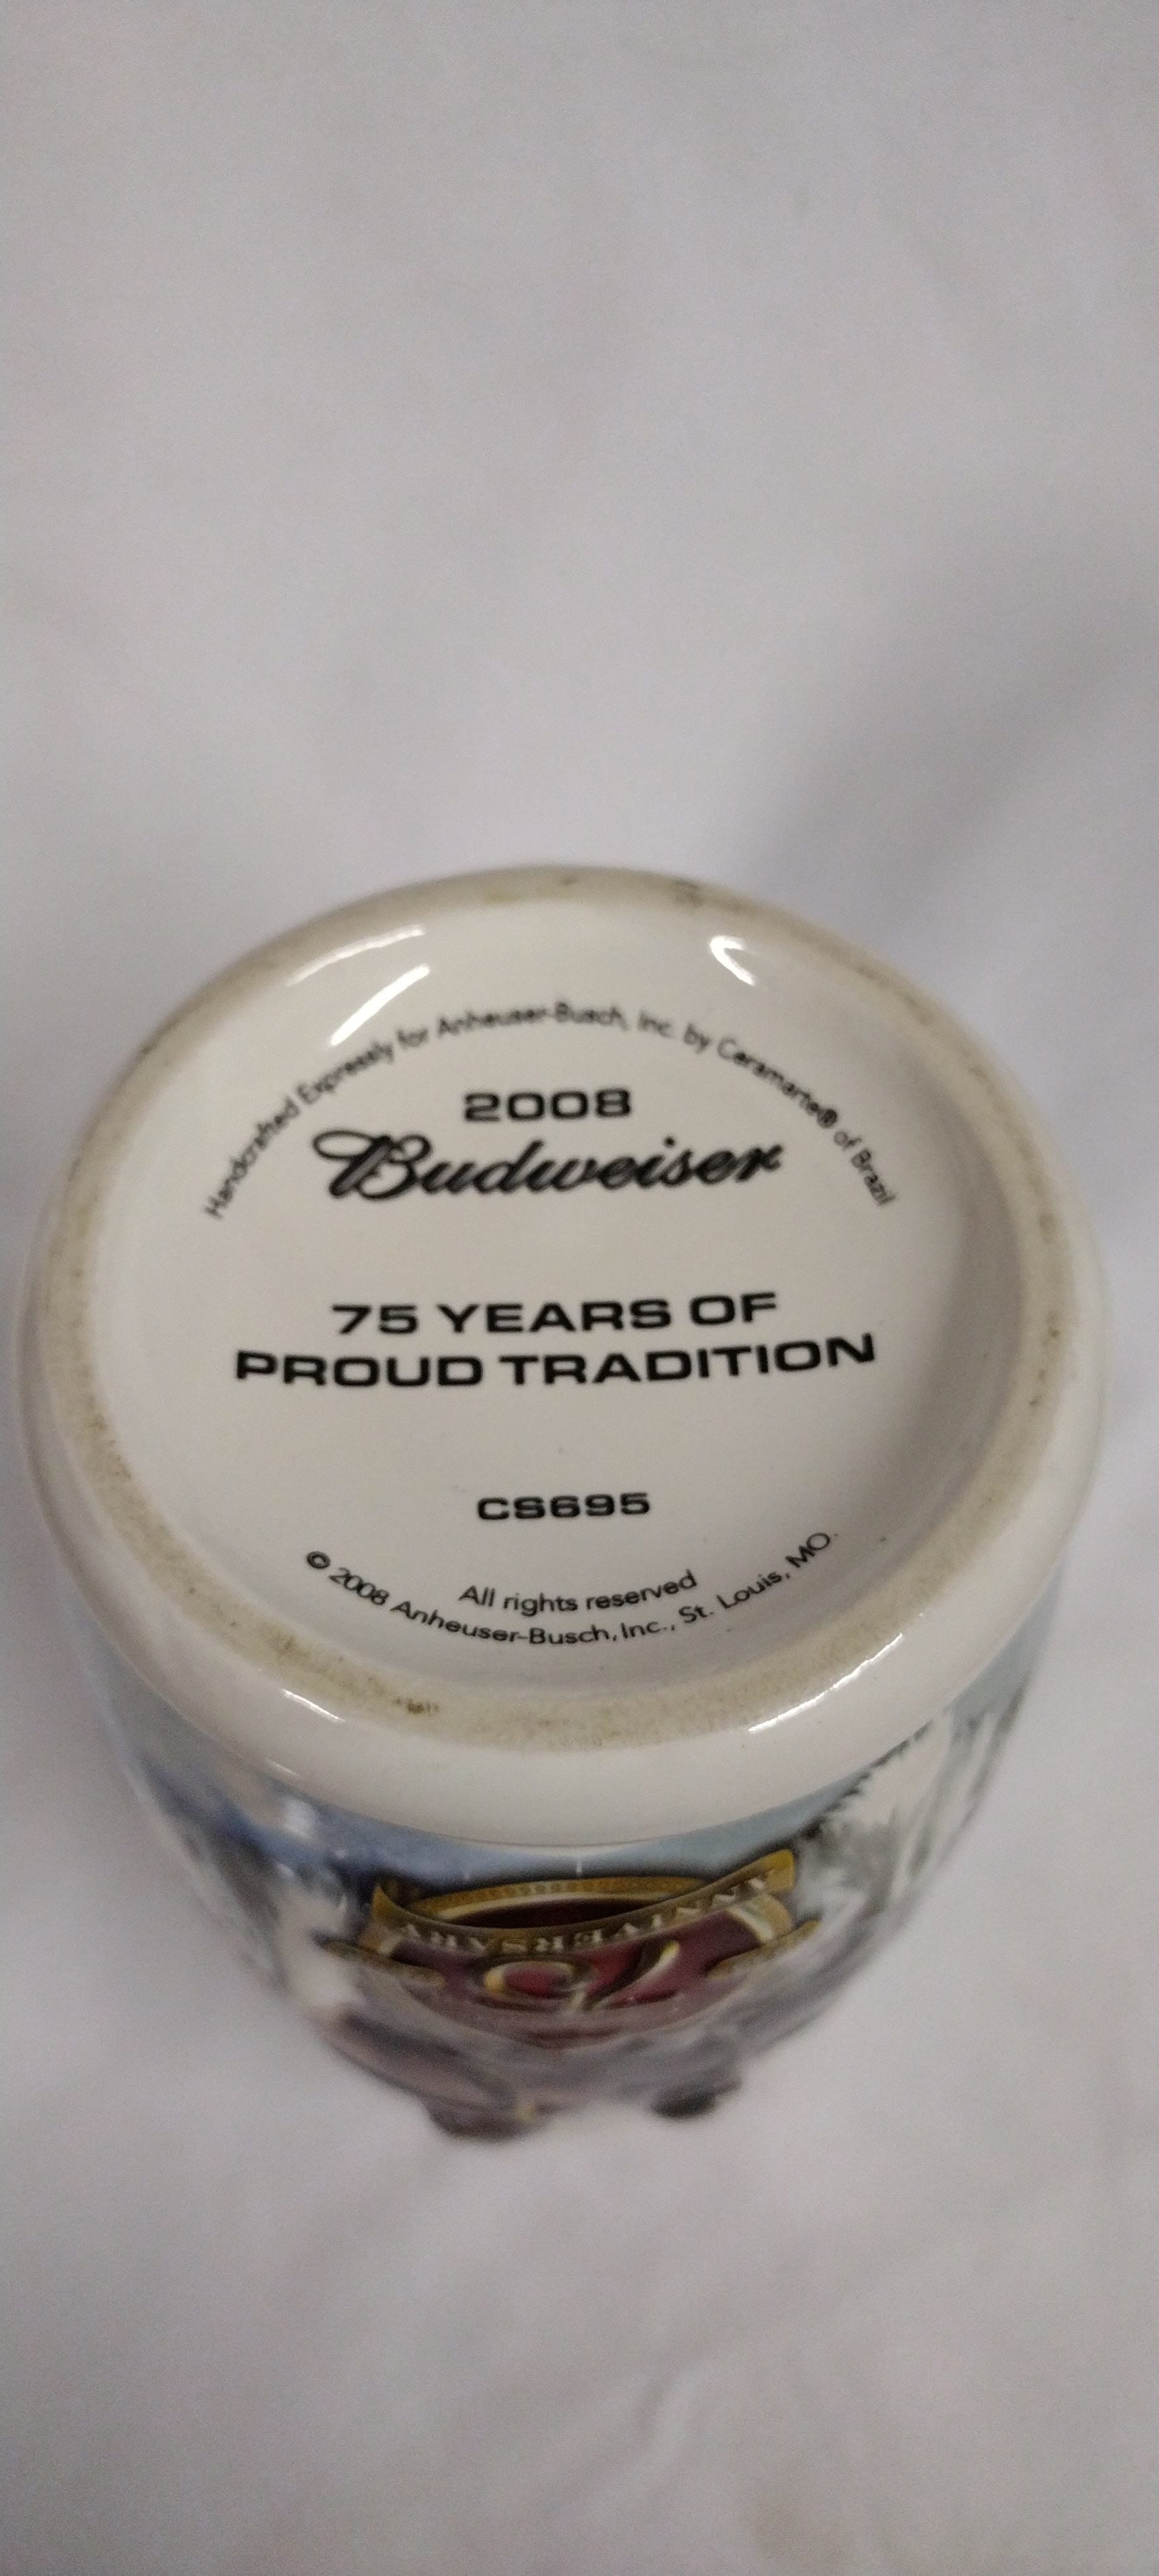 Handcrafted Expressly for Anheuser-Busch, Inc. by Ceramarte® of Brazil
2008
Budweiser
75 YEARS OF
PROUD TRADITION
CS695
All rights reserved
© 2008 Anheuser-Busch, Inc., St. Louis, MO.
ANNIVERSARY
75